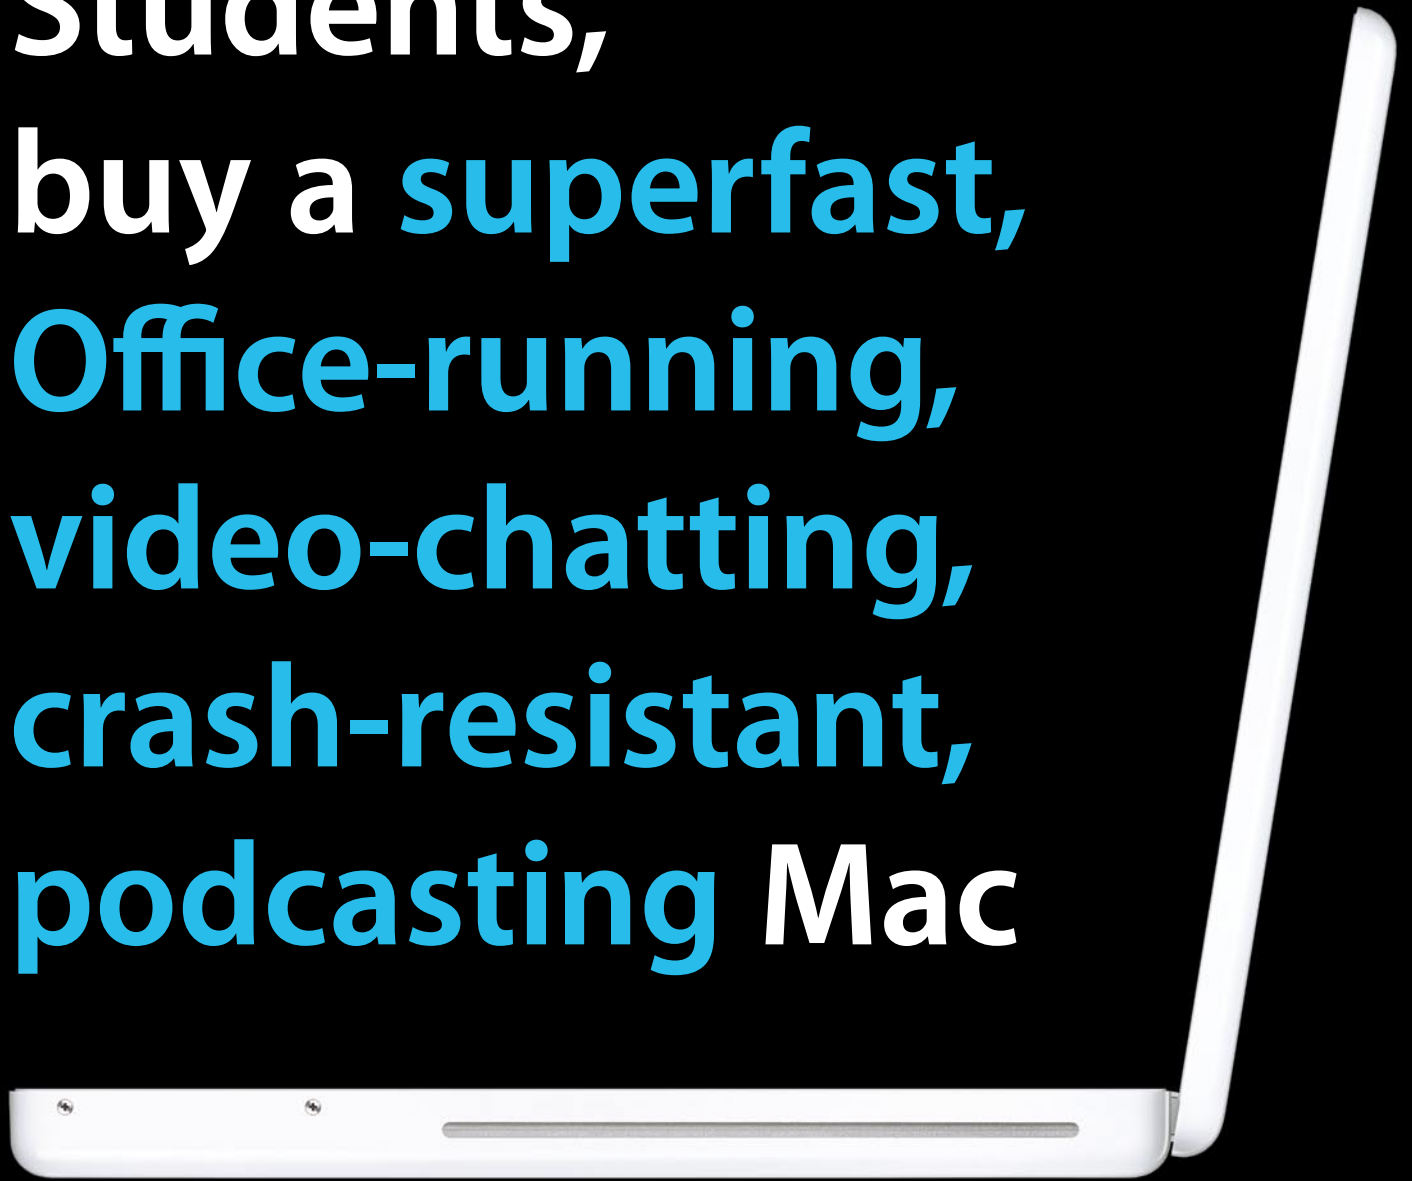 Students,
buy a superfast,
Office-running,
video-chatting,
crash-resistant,
podcasting Mac